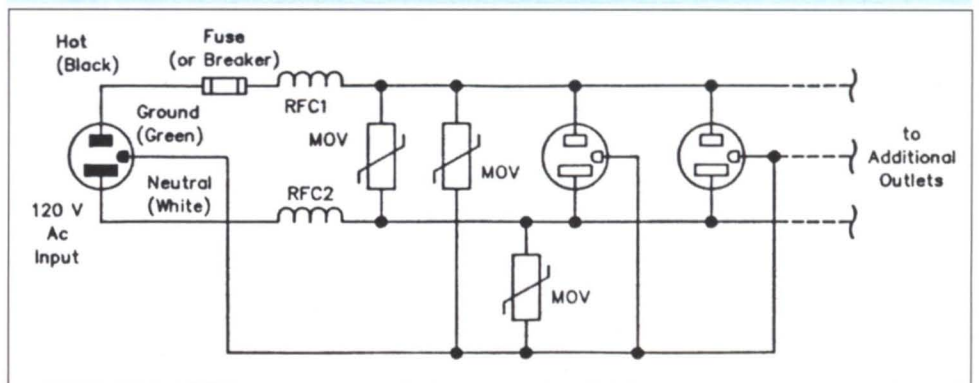 Hot
(Black)
Fuse
(or Breaker)
RFC1
Ground
(Green)
MOV
MOV
to
Additional
Outlets
Neutral
(White)
RFC2
120 V
Ac
Input
MOV